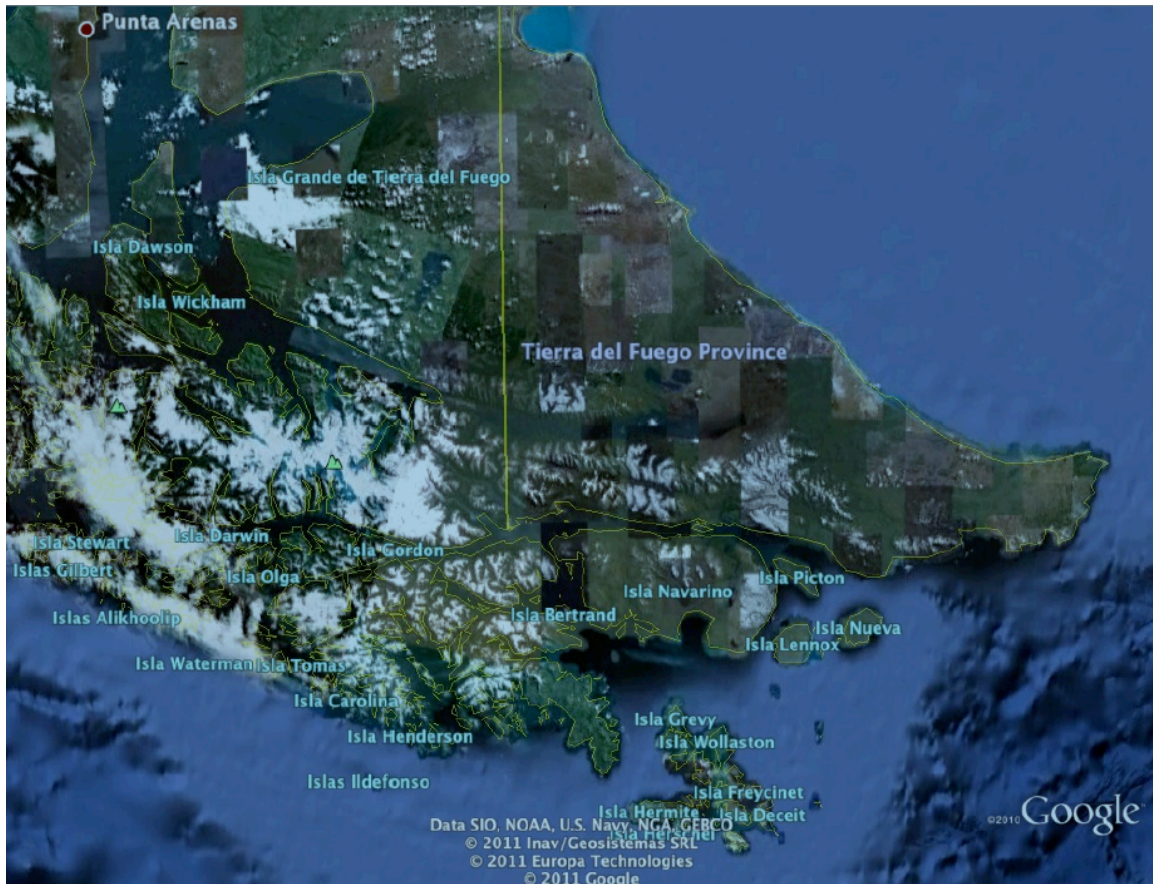 Punta Arenas
Isla Grande de Tierra del Fuego
Isla Dawson
Isla Wickham
Tierra del Fuego Province
Isla Stewart
Isla Darwin
Isla Gordon
Islas Gilbert
Isla Olga
Isla Picton
Isla Navarino
Islas Alikhoolip
Isla Bertrand
Isla Nueva
Isla Lennox
Isla Waterman
Isla Tomas
Isla Carolina
Isla Grevy
Isla Henderson
Isla Wollaston
Islas Ildefonso
Isla Freycinet
Isla Hermite
Isla Deceit
Isla Herschel
Data SIO, NOAA, U.S. Navy, NGA, GEBCO
© 2011 Inav/Geosistemas SRL
© 2011 Europa Technologies
© 2011 Google
©2010 Google